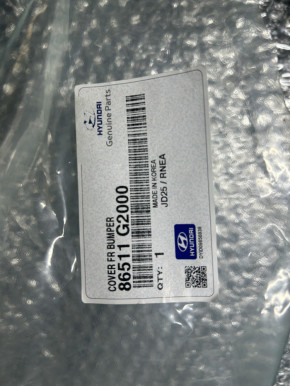 HYUNDAI
Genuine Parts
COVER FR BUMPER
86511 G2000
MADE IN KOREA
JD25 / RNEA
QTY: 1
HYUNDAI